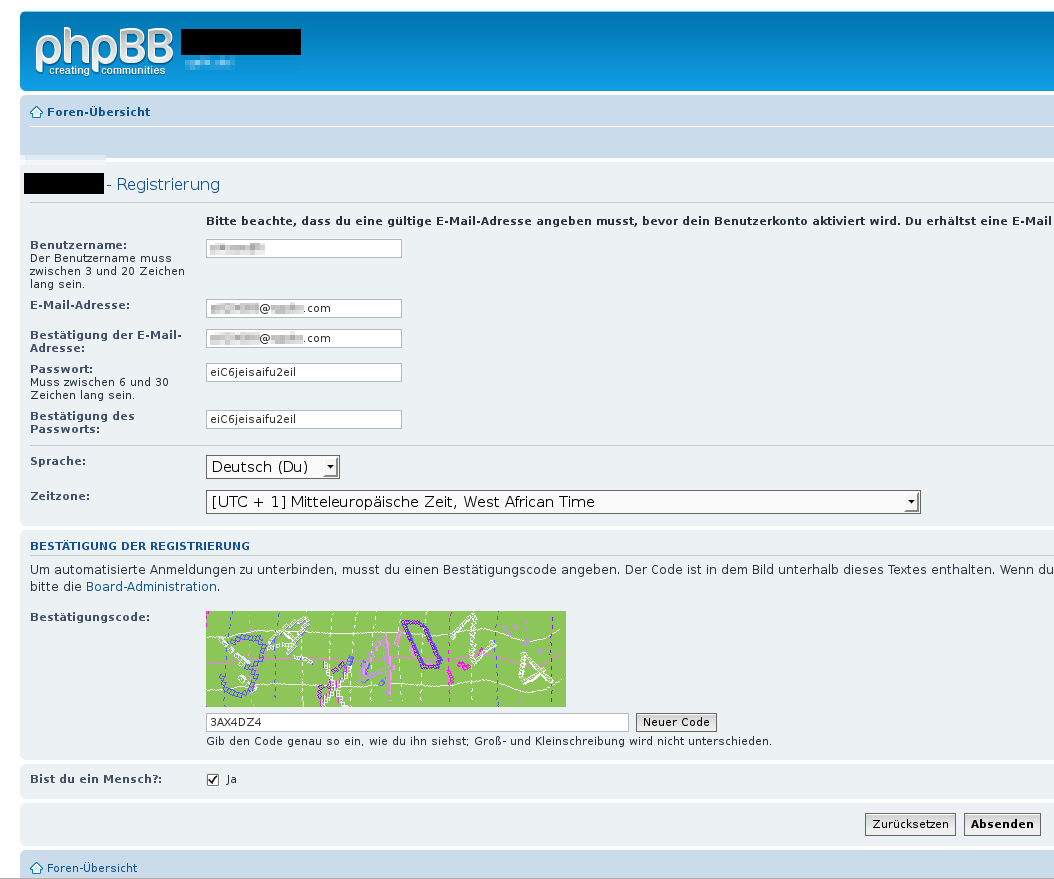 phpBB
creating communities
Foren-Übersicht
- Registrierung
Bitte beachte, dass du eine gültige E-Mail-Adresse angeben musst, bevor dein Benutzerkonto aktiviert wird. Du erhältst eine E-Mail
Benutzername:
Der Benutzername muss
zwischen 3 und 20 Zeichen
lang sein.
E-Mail-Adresse:
@ .com
Bestätigung der E-Mail-
Adresse:
@ .com
Passwort:
Muss zwischen 6 und 30
Zeichen lang sein.
eiC6jeisaifu2eil
Bestätigung des
Passworts:
eiC6jeisaifu2eil
Sprache:
Deutsch (Du)
Zeitzone:
[UTC + 1] Mitteleuropäische Zeit, West African Time
BESTÄTIGUNG DER REGISTRIERUNG
Um automatisierte Anmeldungen zu unterbinden, musst du einen Bestätigungscode angeben. Der Code ist in dem Bild unterhalb dieses Textes enthalten. Wenn du
bitte die Board-Administration.
Bestätigungscode:
3AX4DZ4
Neuer Code
Gib den Code genau so ein, wie du ihn siehst; Groß- und Kleinschreibung wird nicht unterschieden.
Bist du ein Mensch?:
Ja
Zurücksetzen
Absenden
Foren-Übersicht